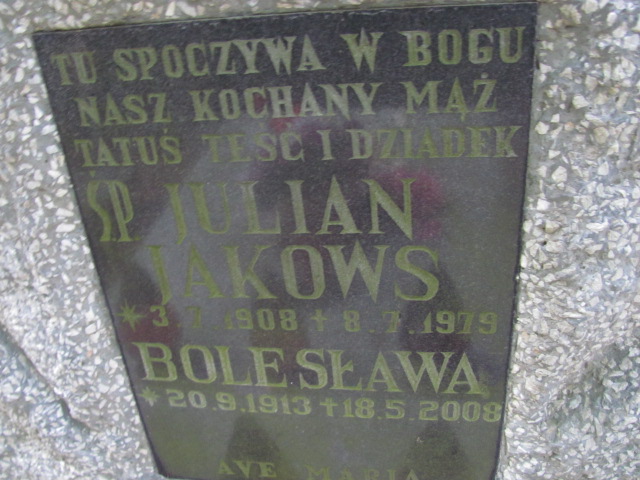 TU SPOCZYWA W BOGU
NASZ KOCHANY MĄŻ
TATUŚ TEŚĆ I DZIADEK
ŚP JULIAN
JAKOWS
* 3.7.1908 + 8.7.1979
BOLESŁAWA
* 20.9.1913 + 18.5.2008
AVE MARIA